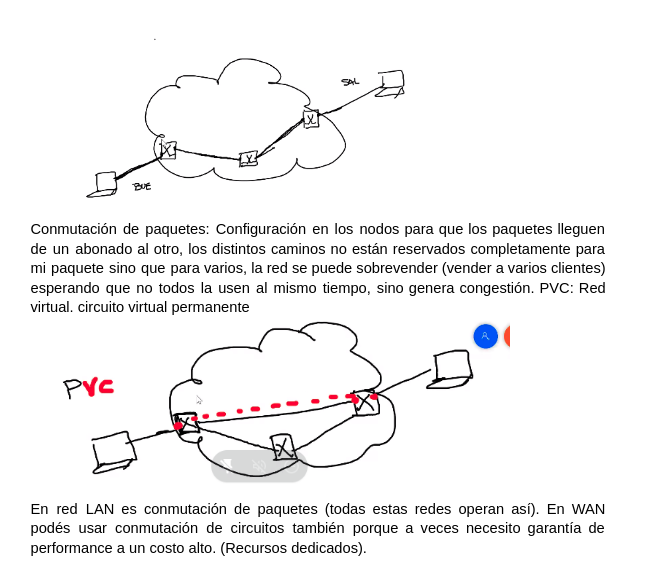 SAL
X
X
X
BUE
Conmutación de paquetes: Configuración en los nodos para que los paquetes lleguen
de un abonado al otro, los distintos caminos no están reservados completamente para
mi paquete sino que para varios, la red se puede sobrevender (vender a varios clientes)
esperando que no todos la usen al mismo tiempo, sino genera congestión. PVC: Red
virtual. circuito virtual permanente
PVC
X
X
X
En red LAN es conmutación de paquetes (todas estas redes operan así). En WAN
podés usar conmutación de circuitos también porque a veces necesito garantía de
performance a un costo alto. (Recursos dedicados).